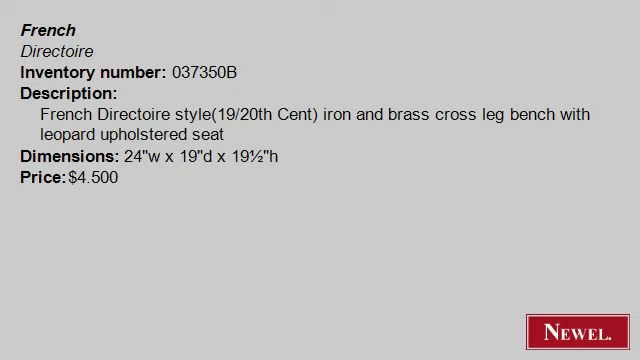 French
Directoire
Inventory number: 037350B
Description:
French Directoire style(19/20th Cent) iron and brass cross leg bench with
leopard upholstered seat
Dimensions: 24"w x 19"d x 19½"h
Price:$4.500
NEWEL.